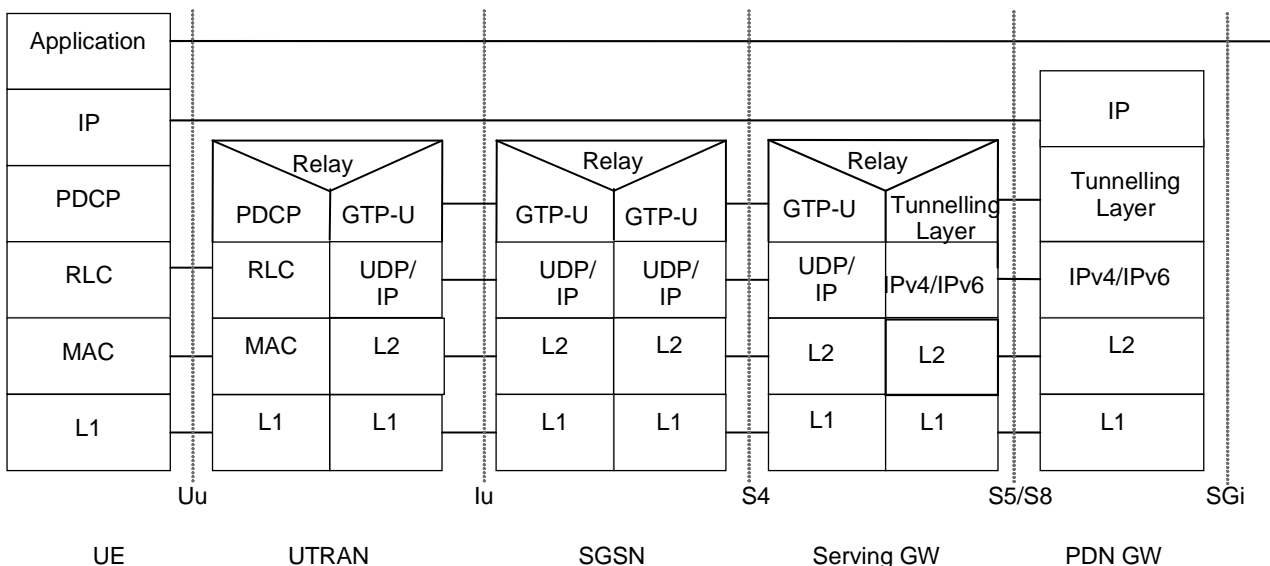 Application
IP
PDCP
RLC
MAC
L1
Relay
PDCP
GTP-U
RLC
UDP/
IP
MAC
L2
L1
L1
Relay
GTP-U
GTP-U
UDP/
IP
UDP/
IP
L2
L2
L1
L1
Relay
GTP-U
Tunnelling
Layer
UDP/
IP
IPv4/IPv6
L2
L2
L1
L1
IP
Tunnelling
Layer
IPv4/IPv6
L2
L1
Uu
Iu
S4
S5/S8
SGi
UE
UTRAN
SGSN
Serving GW
PDN GW